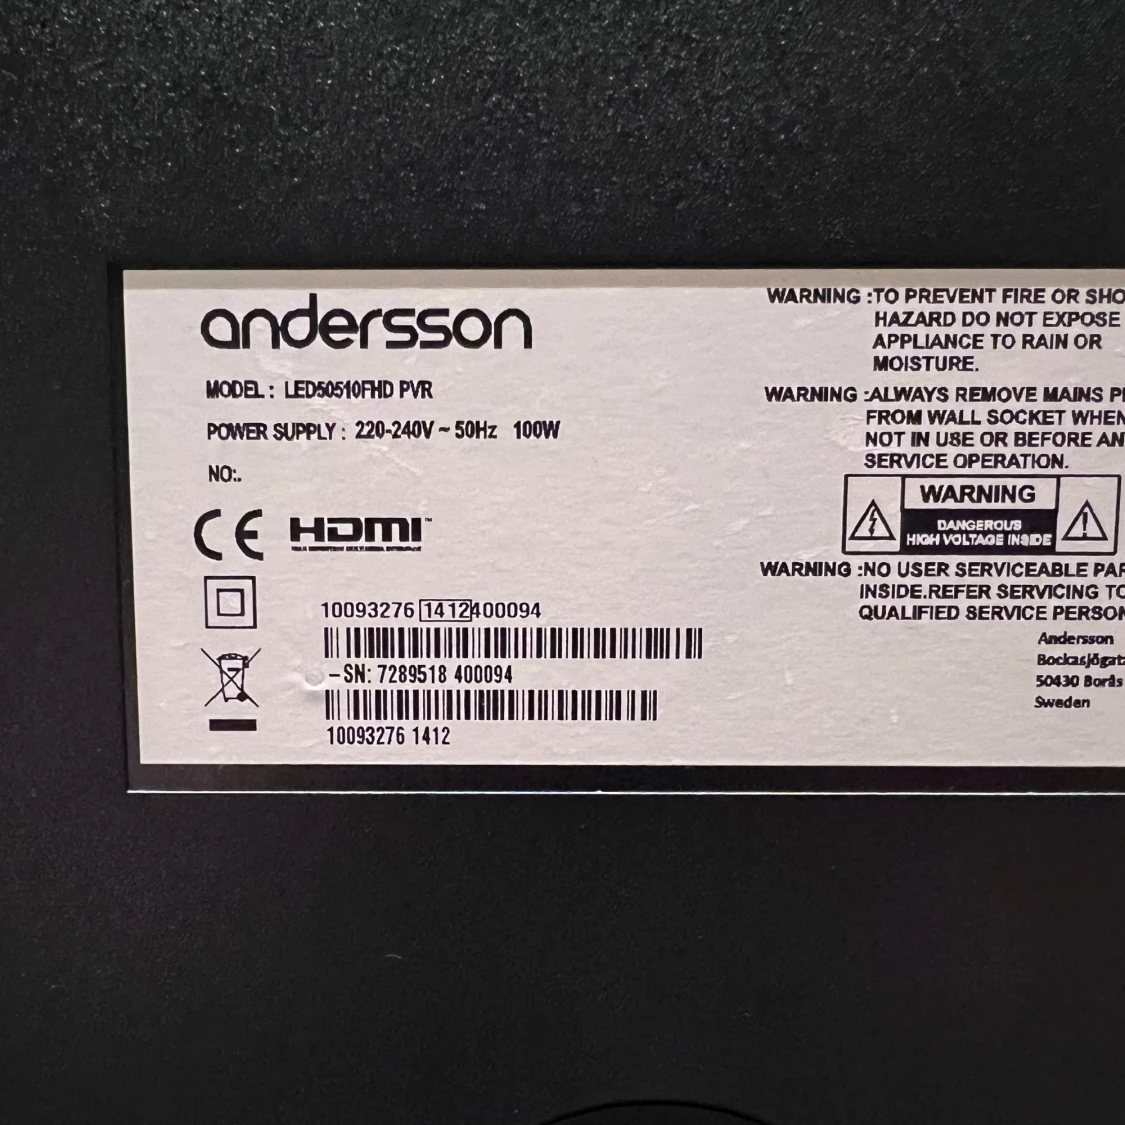 andersson
MODEL : LED50510FHD PVR
POWER SUPPLY : 220-240V ~ 50Hz 100W
NO:.
CE HDMI™
10093276 1412400094
-SN: 7289518 400094
10093276 1412
WARNING :TO PREVENT FIRE OR SHO
HAZARD DO NOT EXPOSE
APPLIANCE TO RAIN OR
MOISTURE.
WARNING :ALWAYS REMOVE MAINS
FROM WALL SOCKET WHEN
NOT IN USE OR BEFORE AN
SERVICE OPERATION.
WARNING
DANGEROUS
HIGH VOLTAGE INSIDE
WARNING :NO USER SERVICEABLE PAR
INSIDE.REFER SERVICING TO
QUALIFIED SERVICE PERSON
Andersson
Bockasjögat
50430 Borås
Sweden